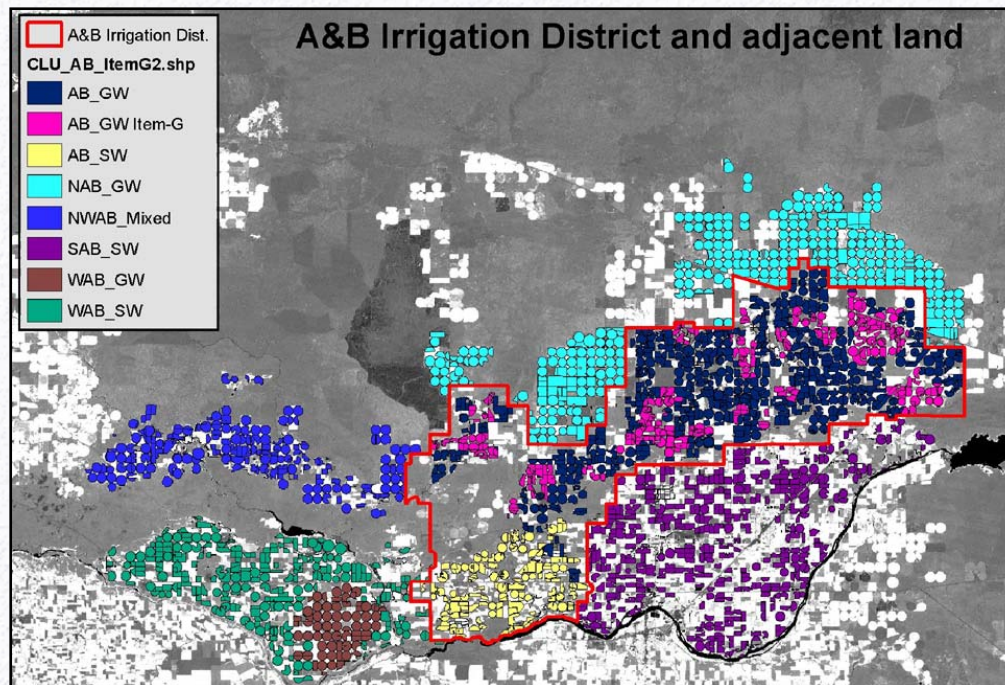 A&B Irrigation District and adjacent land
A&B Irrigation Dist.
CLU_AB_ItemG2.shp
AB_GW
AB_GW Item-G
AB_SW
NAB_GW
NWAB_Mixed
SAB_SW
WAB_GW
WAB_SW